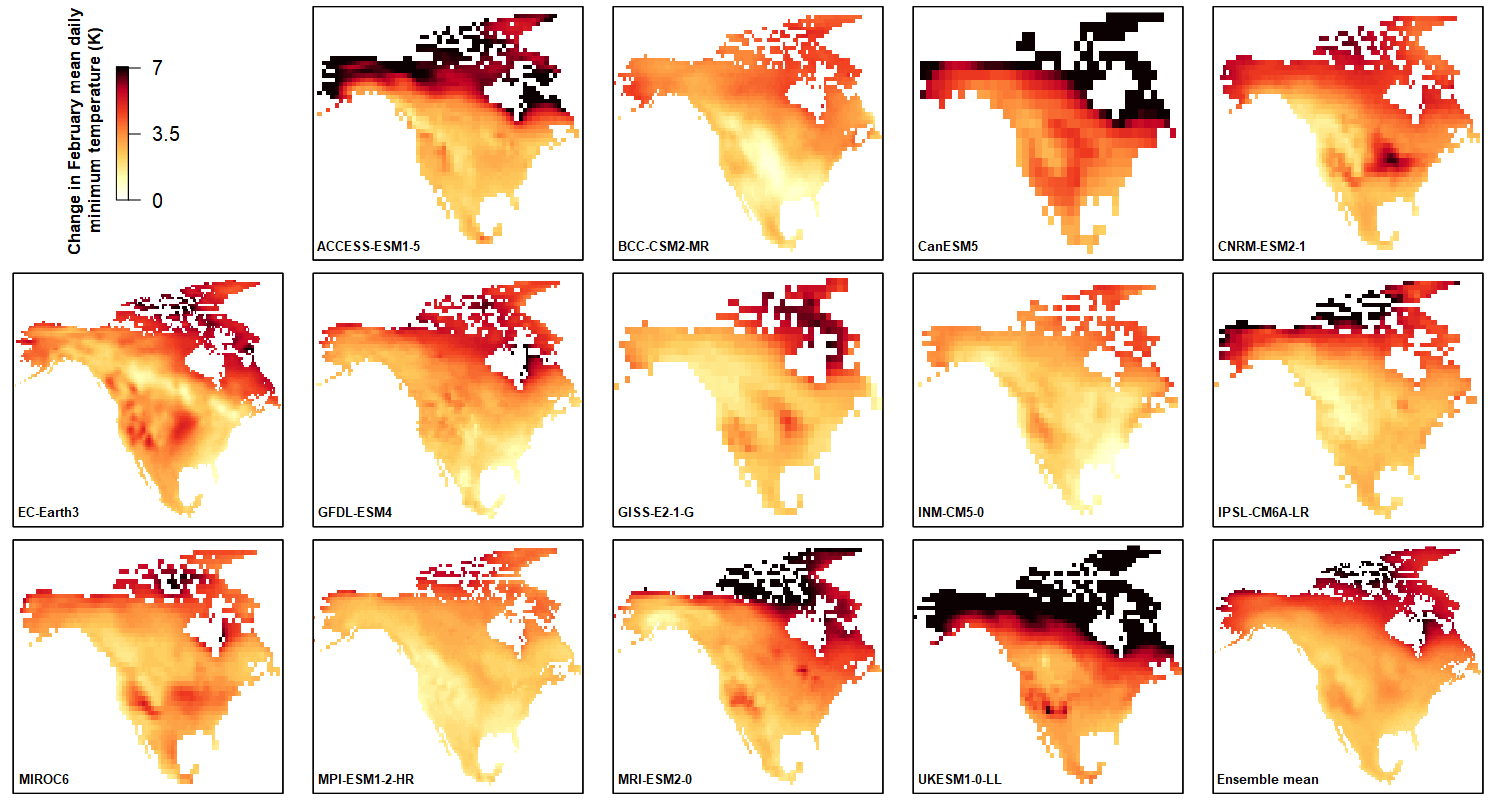 Change in February mean daily
minimum temperature (K)
7
3.5
0
ACCESS-ESM1-5
BCC-CSM2-MR
CanESM5
CNRM-ESM2-1
EC-Earth3
GFDL-ESM4
GISS-E2-1-G
INM-CM5-0
IPSL-CM6A-LR
MIROC6
MPI-ESM1-2-HR
MRI-ESM2-0
UKESM1-0-LL
Ensemble mean